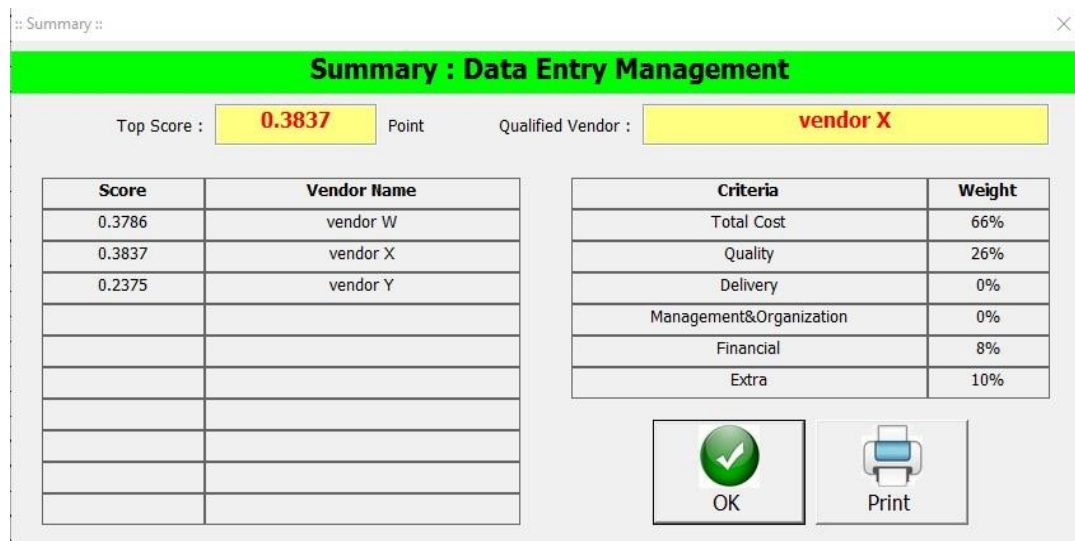 :: Summary ::
Summary : Data Entry Management
Top Score : 0.3837 Point Qualified Vendor : vendor X
Score Vendor Name
0.3786 vendor W
0.3837 vendor X
0.2375 vendor Y
Criteria Weight
Total Cost 66%
Quality 26%
Delivery 0%
Management&Organization 0%
Financial 8%
Extra 10%
OK
Print